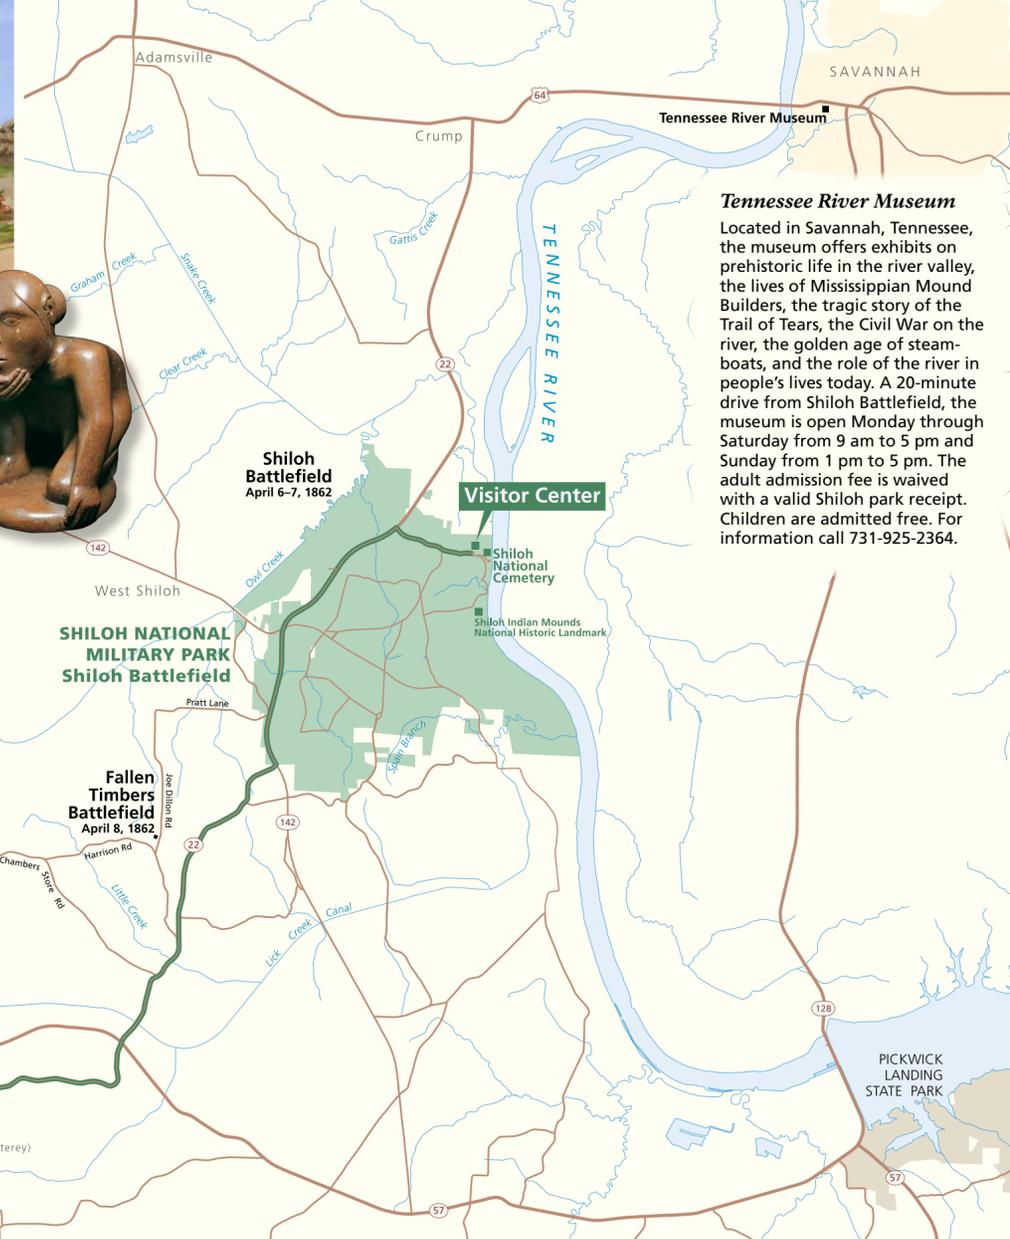 Adamsville
SAVANNAH
64
Tennessee River Museum
Crump
Tennessee River Museum
Located in Savannah, Tennessee,
the museum offers exhibits on
prehistoric life in the river valley,
the lives of Mississippian Mound
Builders, the tragic story of the
Trail of Tears, the Civil War on the
river, the golden age of steam-
boats, and the role of the river in
people's lives today. A 20-minute
drive from Shiloh Battlefield, the
museum is open Monday through
Saturday from 9 am to 5 pm and
Sunday from 1 pm to 5 pm. The
adult admission fee is waived
with a valid Shiloh park receipt.
Children are admitted free. For
information call 731-925-2364.
Gattis Creek
TENNESSEE RIVER
Graham Creek
Snake Creek
Clear Creek
22
Shiloh
Battlefield
April 6–7, 1862
Visitor Center
142
Owl Creek
Shiloh
National
Cemetery
West Shiloh
Shiloh Indian Mounds
National Historic Landmark
SHILOH NATIONAL
MILITARY PARK
Shiloh Battlefield
Pratt Lane
Spain Branch
Fallen
Timbers
Battlefield
April 8, 1862
Joe Dillon Rd
142
22
Harrison Rd
Chambers
Store Rd
Little Creek
Lick Creek Canal
128
PICKWICK
LANDING
STATE PARK
terey)
57
57